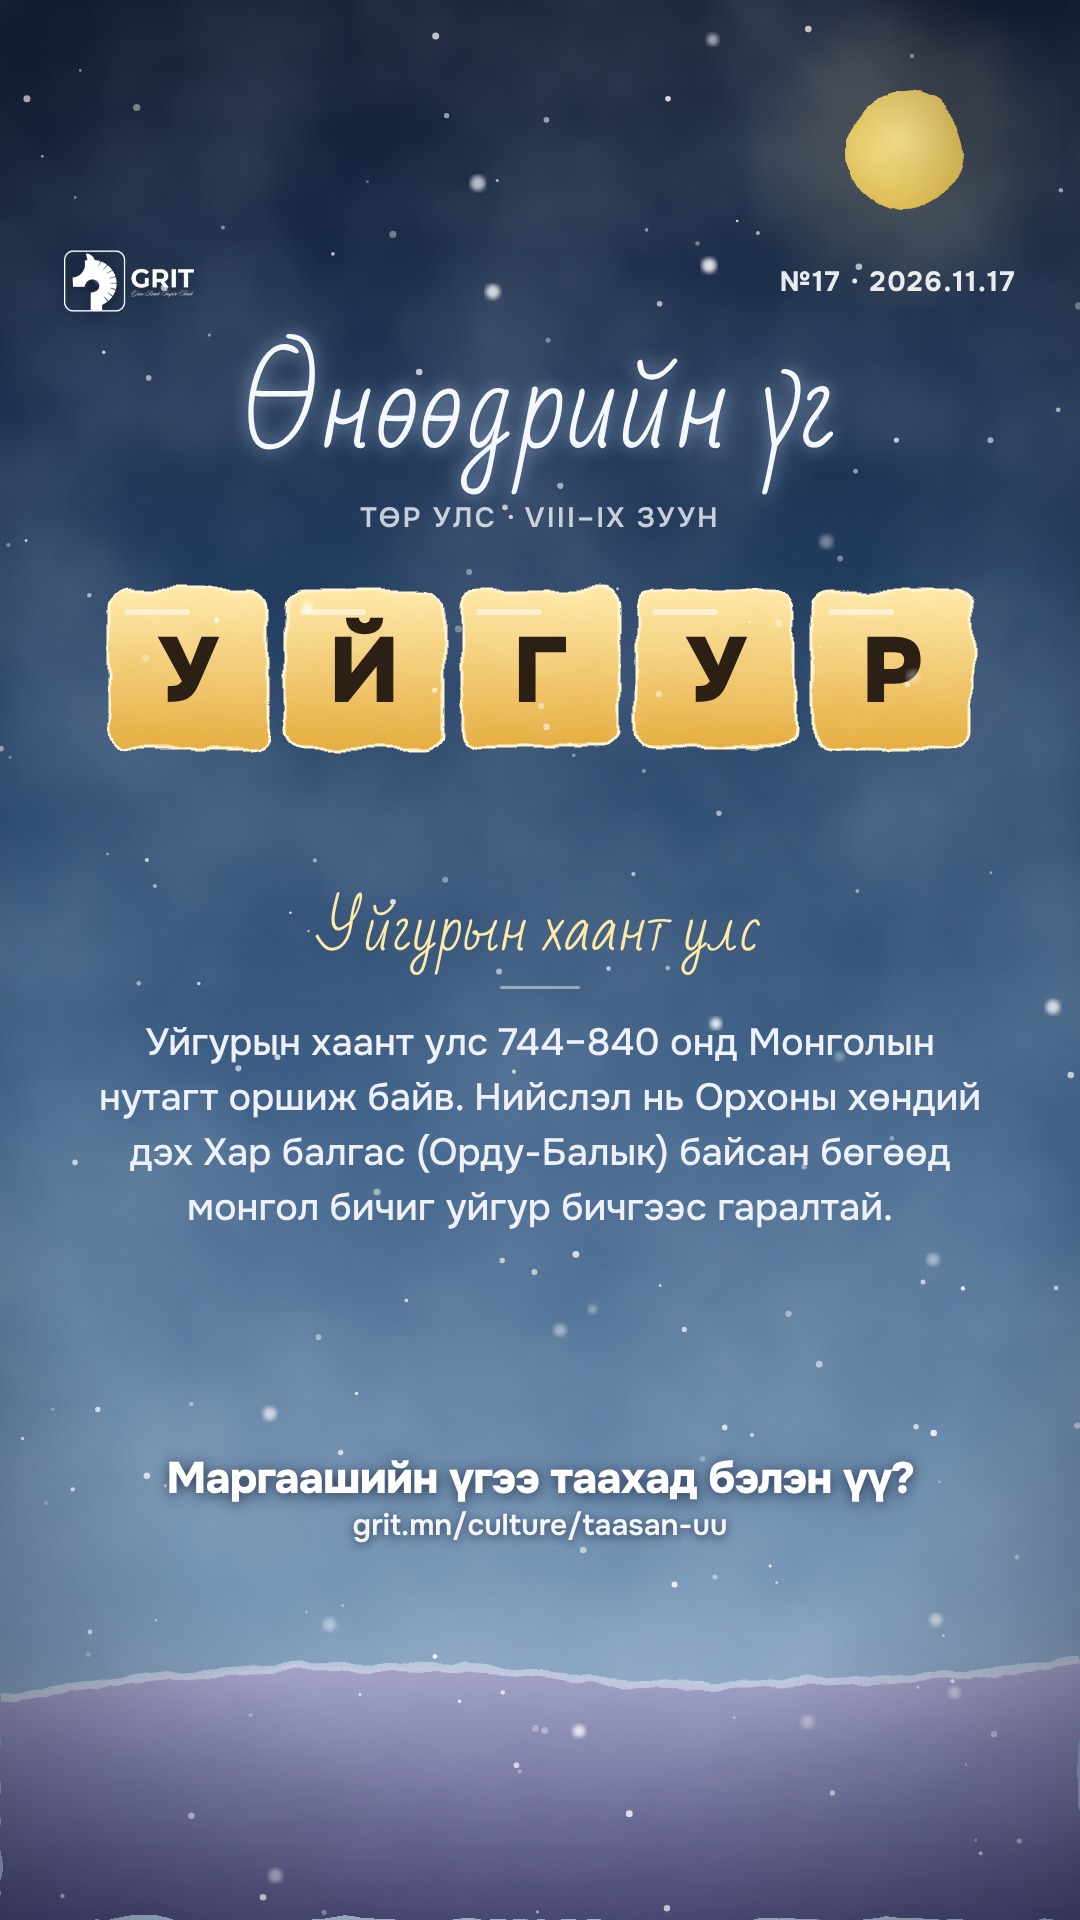 GRIT
№17 · 2026.11.17
Өнөөдрийн үг
ТӨР УЛС · VIII–IX ЗУУН
УЙГУР
Уйгурын хаант улс
Уйгурын хаант улс 744–840 онд Монголын
нутагт оршиж байв. Нийслэл нь Орхоны хөндий
дэх Хар балгас (Орду-Балык) байсан бөгөөд
монгол бичиг уйгур бичгээс гаралтай.
Маргаашийн үгээ таахад бэлэн үү?
grit.mn/culture/taasan-uu